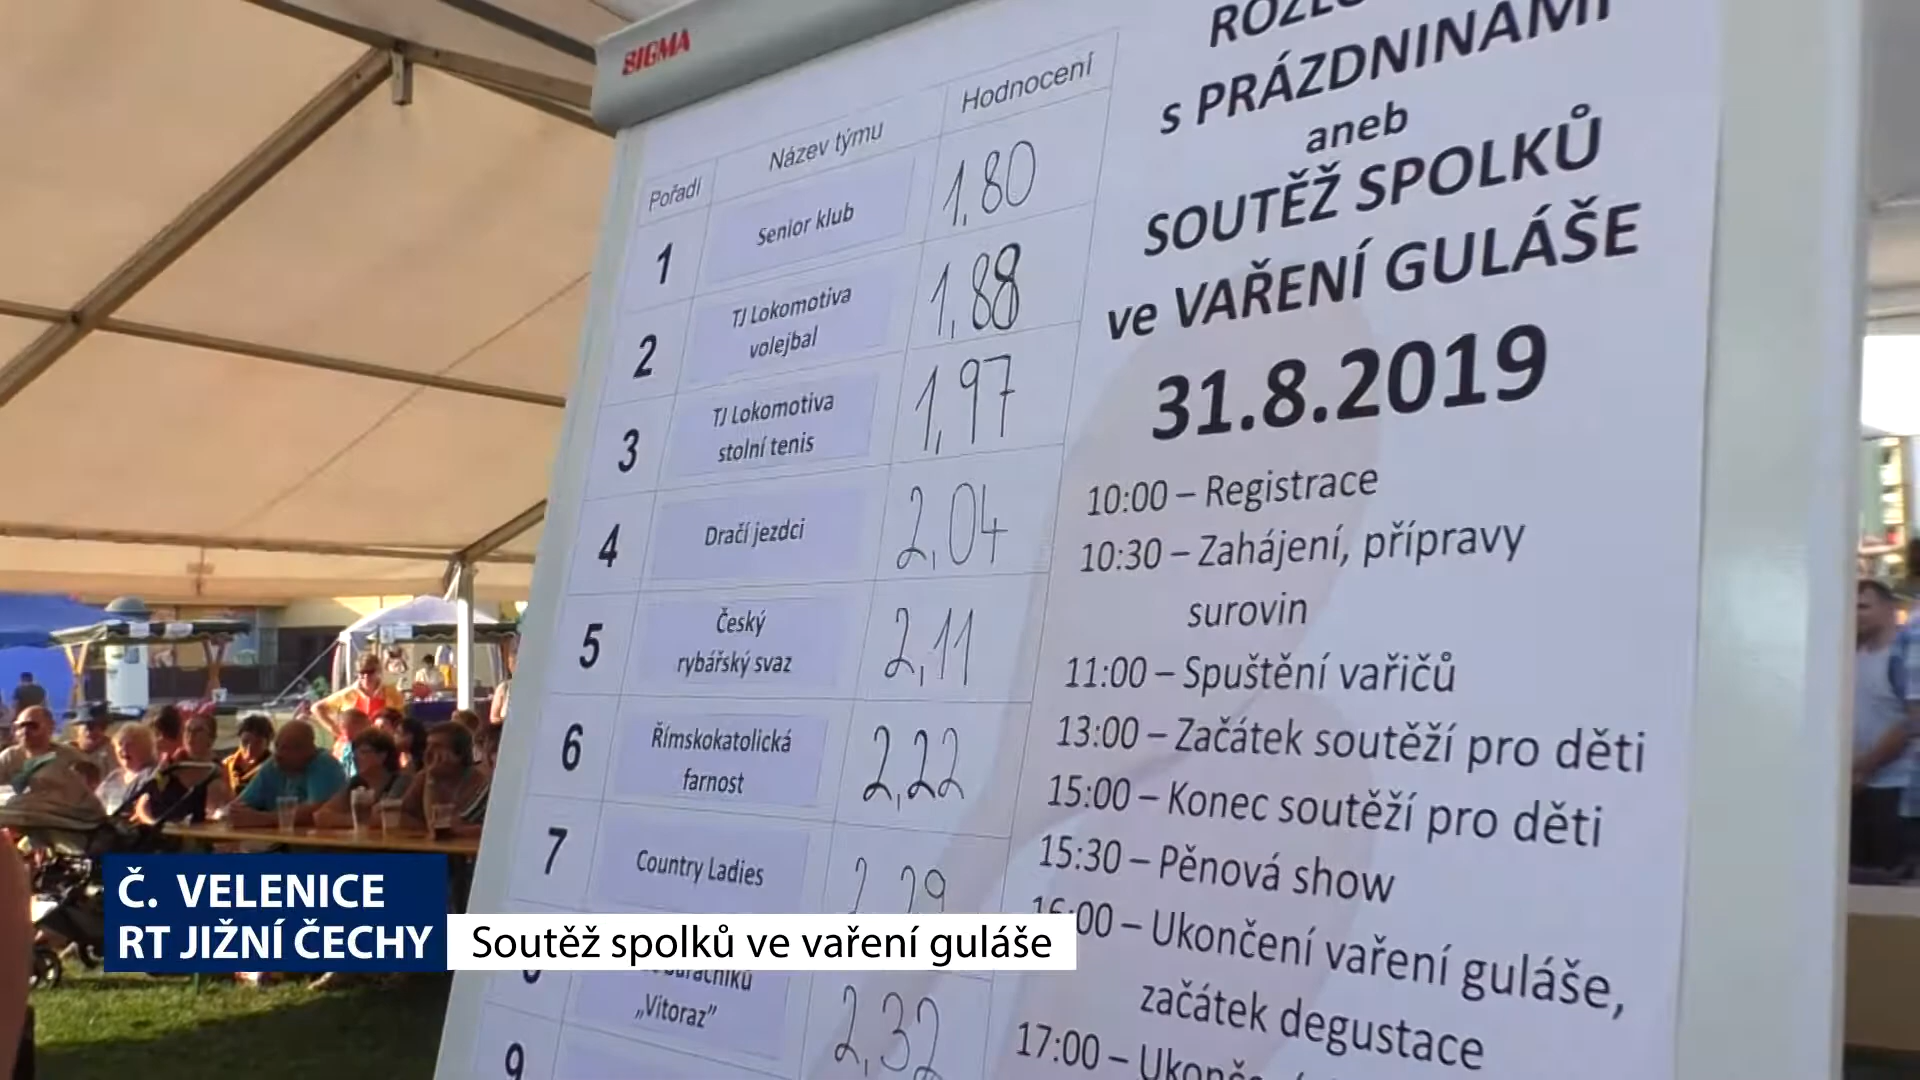 SIGMA
Pořadí Název týmu Hodnocení
1 Senior klub 1,80
2 TJ Lokomotiva
volejbal 1,88
3 TJ Lokomotiva
stolní tenis 1,97
4 Dračí jezdci 2,04
5 Český
rybářský svaz 2,11
6 Římskokatolická
farnost 2,22
7 Country Ladies 2,29
„Vitoraz” 2,32
9
s PRÁZDNINAMI
aneb
SOUTĚŽ SPOLKŮ
ve VAŘENÍ GULÁŠE
31.8.2019
10:00 – Registrace
10:30 – Zahájení, přípravy
surovin
11:00 – Spuštění vařičů
13:00 – Začátek soutěží pro děti
15:00 – Konec soutěží pro děti
15:30 – Pěnová show
16:00 – Ukončení vaření guláše,
začátek degustace
17:00 –
Č. VELENICE
RT JIŽNÍ ČECHY
Soutěž spolků ve vaření guláše